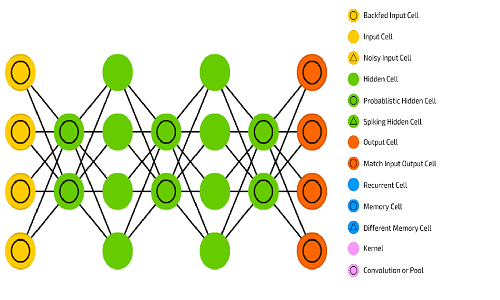 Backfed Input Cell
Input Cell
Noisy Input Cell
Hidden Cell
Probablistic Hidden Cell
Spiking Hidden Cell
Output Cell
Match Input Output Cell
Recurrent Cell
Memory Cell
Different Memory Cell
Kernel
Convolution or Pool